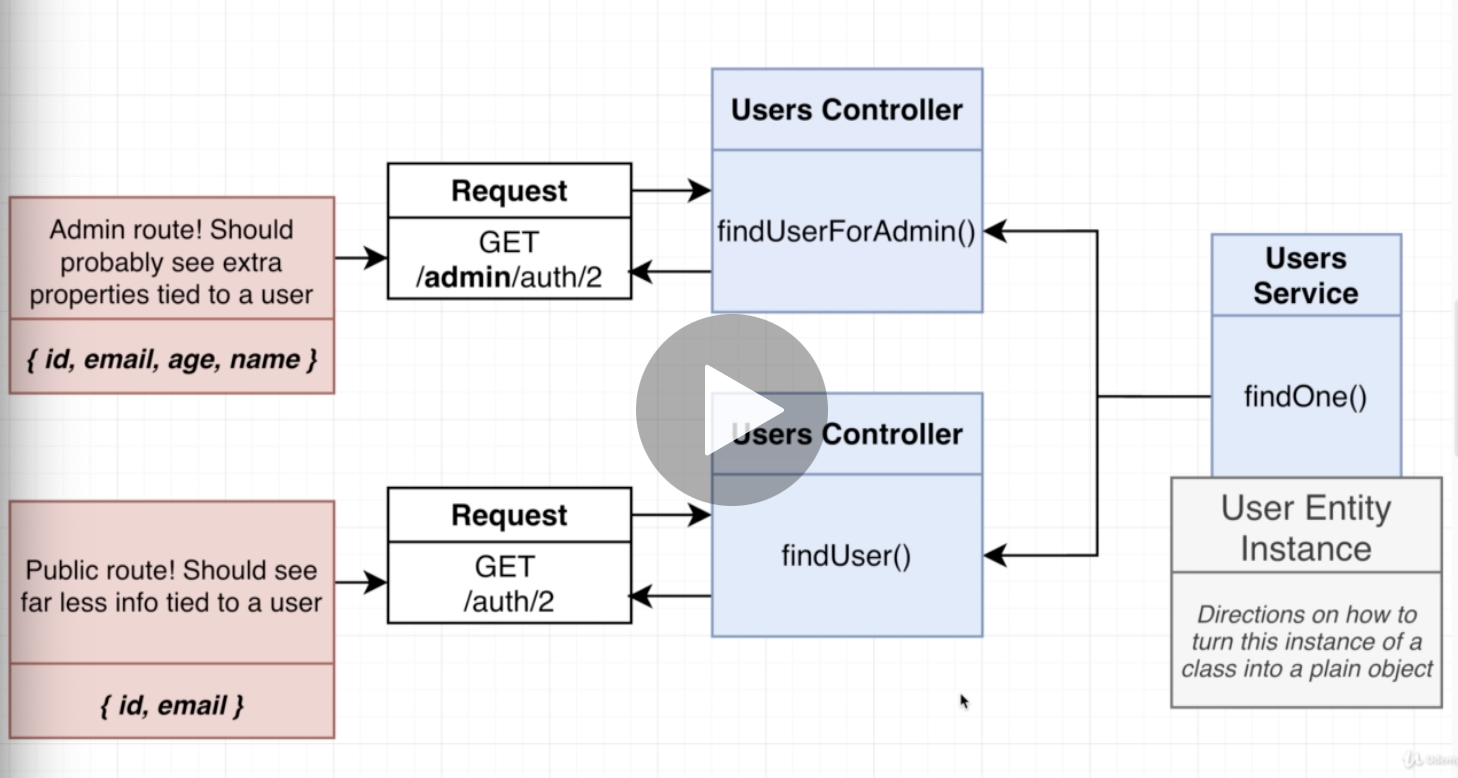 Users Controller
findUserForAdmin()
Request
GET
/admin/auth/2
Admin route! Should
probably see extra
properties tied to a user
{ id, email, age, name }
Users
Service
findOne()
User Entity
Instance
Directions on how to
turn this instance of a
class into a plain object
Users Controller
findUser()
Request
GET
/auth/2
Public route! Should see
far less info tied to a user
{ id, email }